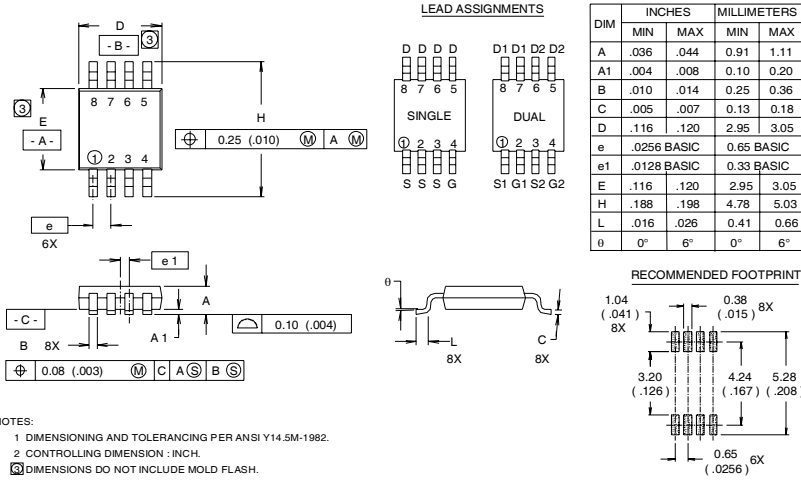 LEAD ASSIGNMENTS
D
- B -
3
8 7 6 5
3
E
- A -
H
1 2 3 4
0.25 (.010) M A M
e
6X
D D D D
8 7 6 5
SINGLE
1 2 3 4
S S S G
D1 D1 D2 D2
8 7 6 5
DUAL
1 2 3 4
S1 G1 S2 G2
DIM INCHES MILLIMETERS
MIN MAX MIN MAX
A .036 .044 0.91 1.11
A1 .004 .008 0.10 0.20
B .010 .014 0.25 0.36
C .005 .007 0.13 0.18
D .116 .120 2.95 3.05
e .0256 BASIC 0.65 BASIC
e1 .0128 BASIC 0.33 BASIC
E .116 .120 2.95 3.05
H .188 .198 4.78 5.03
L .016 .026 0.41 0.66
θ 0° 6° 0° 6°
e 1
A
- C -
B 8X
A 1
0.10 (.004)
0.08 (.003) M C A S B S
θ
L
8X
C
8X
RECOMMENDED FOOTPRINT
1.04
( .041 )
8X
0.38
( .015 ) 8X
3.20
( .126 )
4.24
( .167 )
5.28
( .208 )
0.65
( .0256 ) 6X
NOTES:
1 DIMENSIONING AND TOLERANCING PER ANSI Y14.5M-1982.
2 CONTROLLING DIMENSION : INCH.
3 DIMENSIONS DO NOT INCLUDE MOLD FLASH.